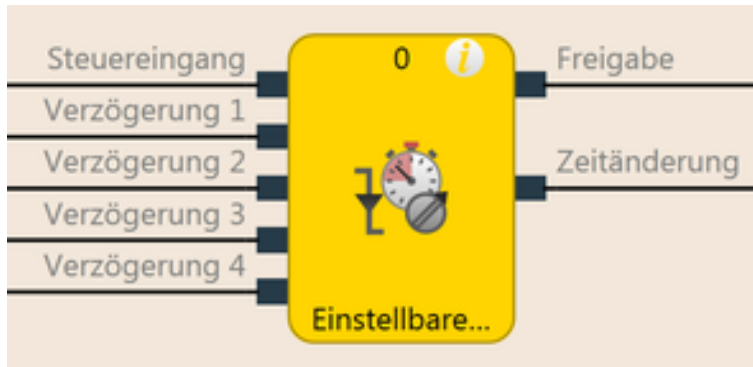 Steuereingang
0
i
Freigabe
Verzögerung 1
Verzögerung 2
Zeitänderung
Verzögerung 3
Verzögerung 4
Einstellbare...